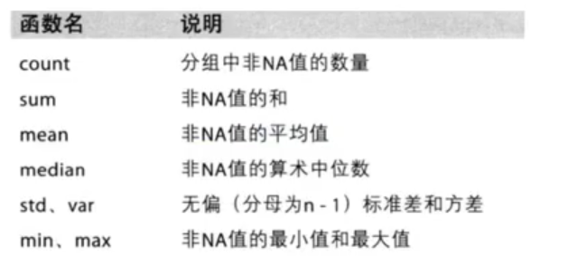 函数名 说明
count 分组中非NA值的数量
sum 非NA值的和
mean 非NA值的平均值
median 非NA值的算术中位数
std、var 无偏（分母为n - 1）标准差和方差
min、max 非NA值的最小值和最大值